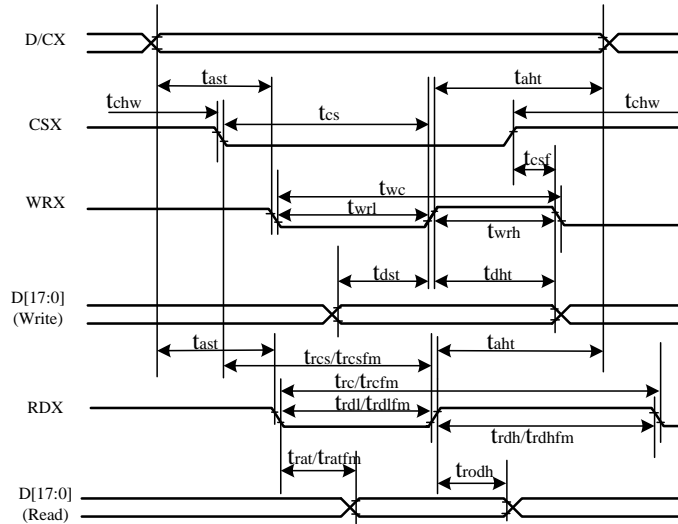 D/CX
tast
taht
tchw
tcs
tchw
CSX
tcsf
twc
WRX
twrl
twrh
tdst
tdht
D[17:0]
(Write)
tast
trcs/trcsfm
taht
trc/trcfm
RDX
trdl/trdlfm
trdh/trdhfm
trat/tratfm
trodh
D[17:0]
(Read)